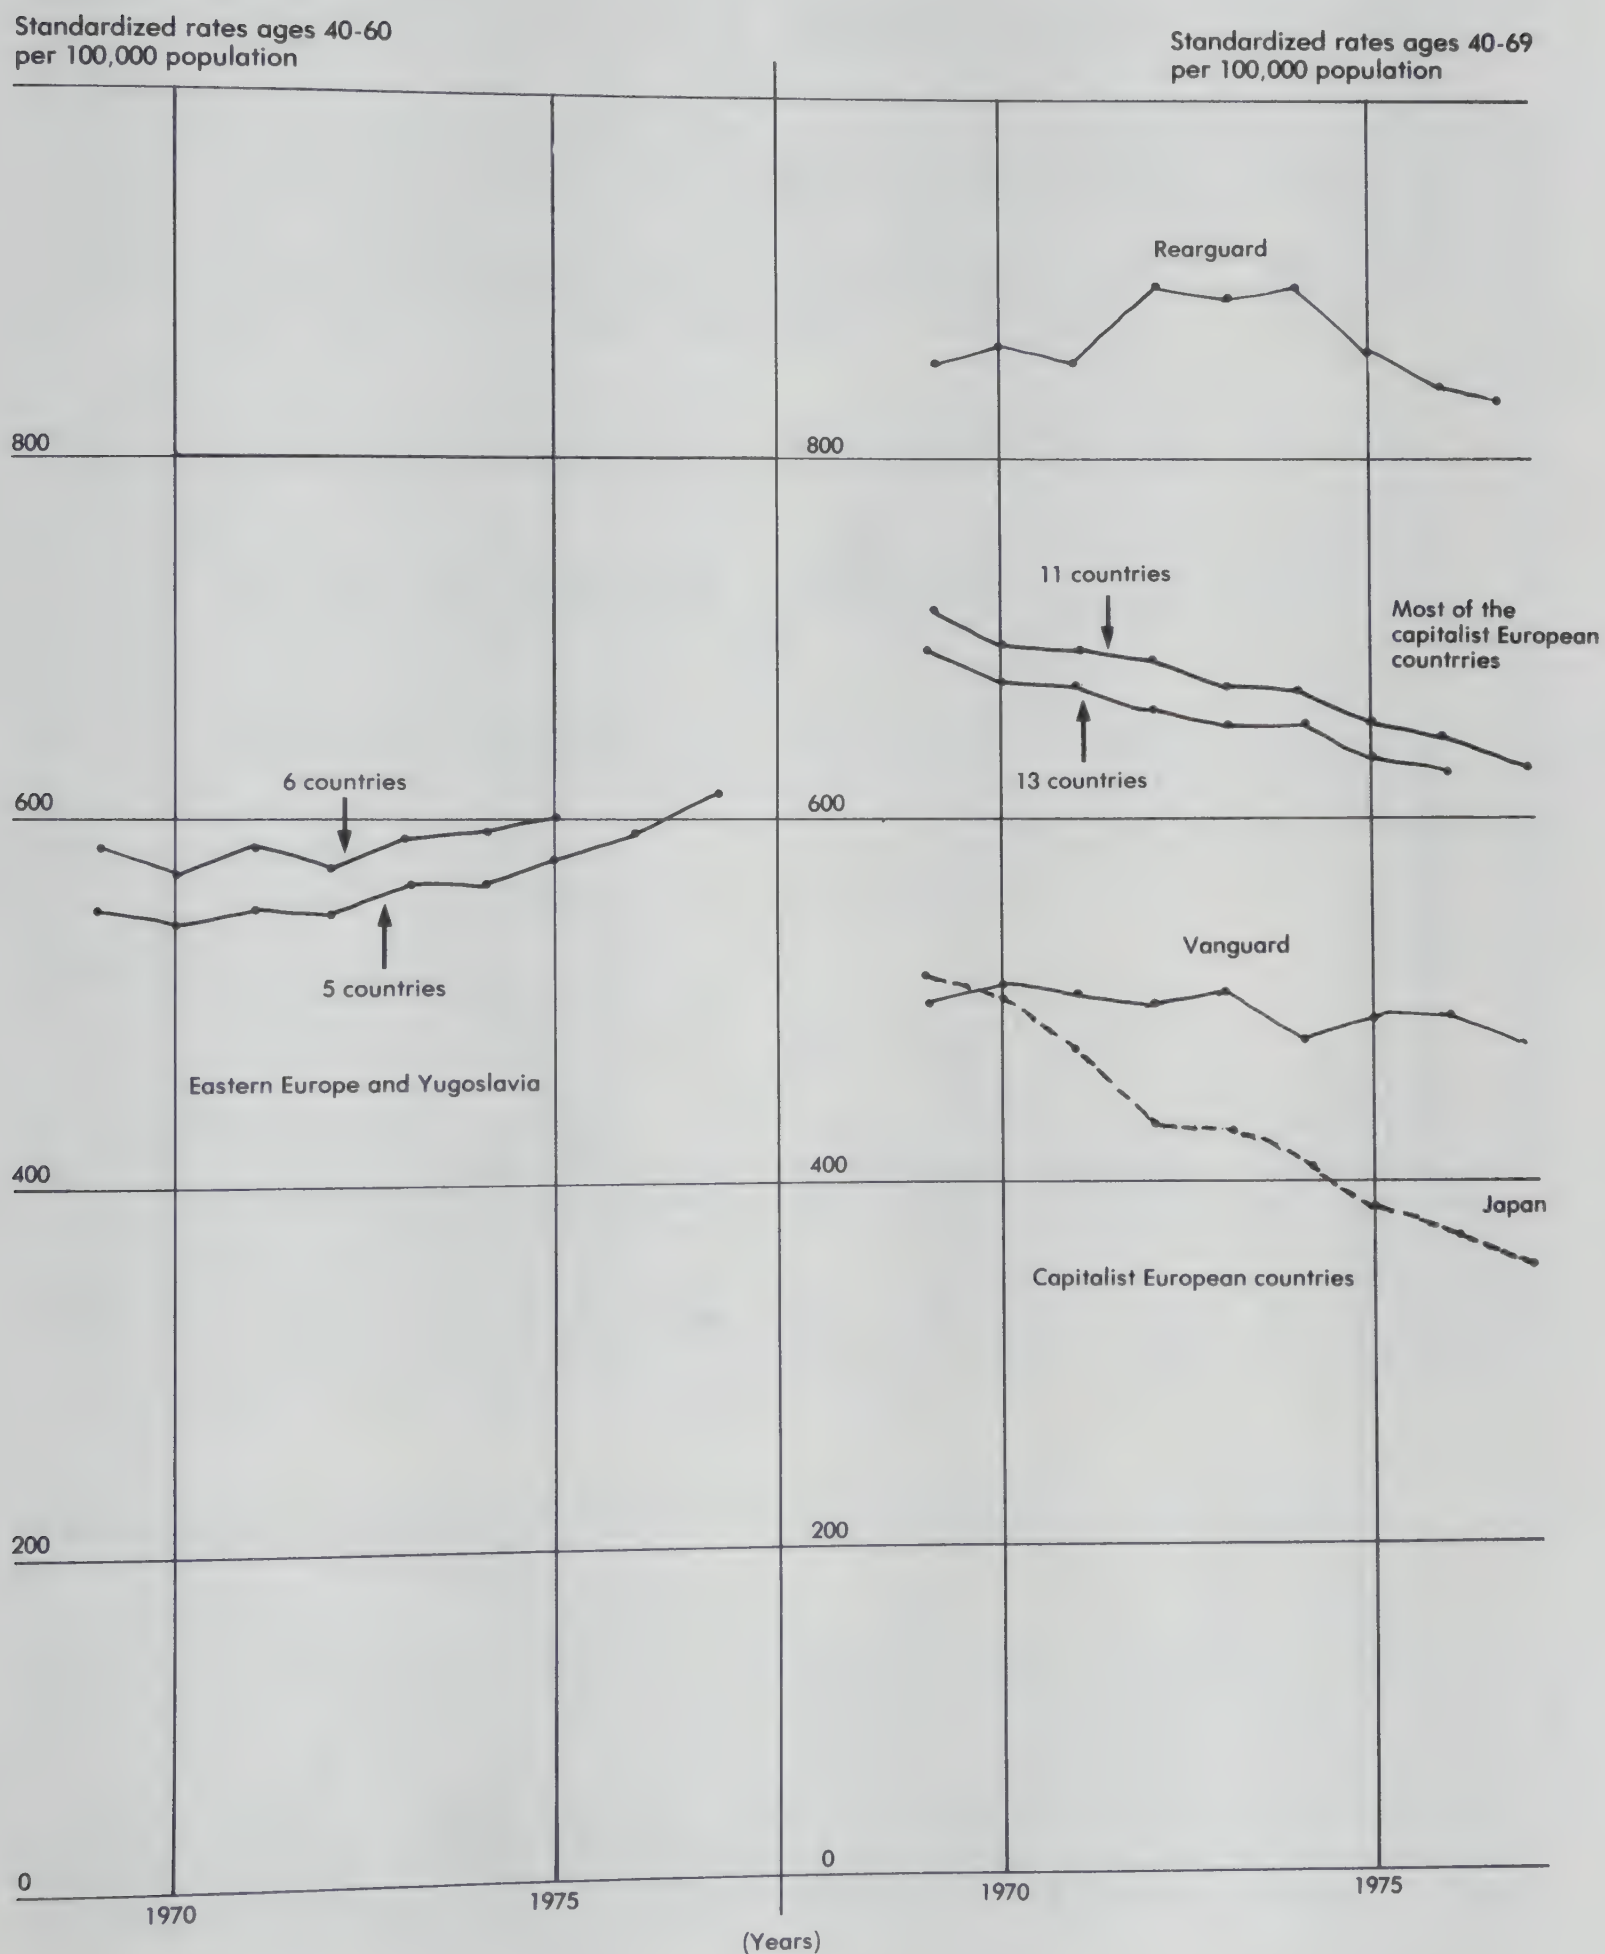 Standardized rates ages 40-60
per 100,000 population
Standardized rates ages 40-69
per 100,000 population
Rearguard
800
800
11 countries
Most of the
capitalist European
countrries
6 countries
13 countries
600
600
Vanguard
5 countries
Eastern Europe and Yugoslavia
400
400
Japan
Capitalist European countries
200
200
0
0
1970
1975
1970
1975
(Years)